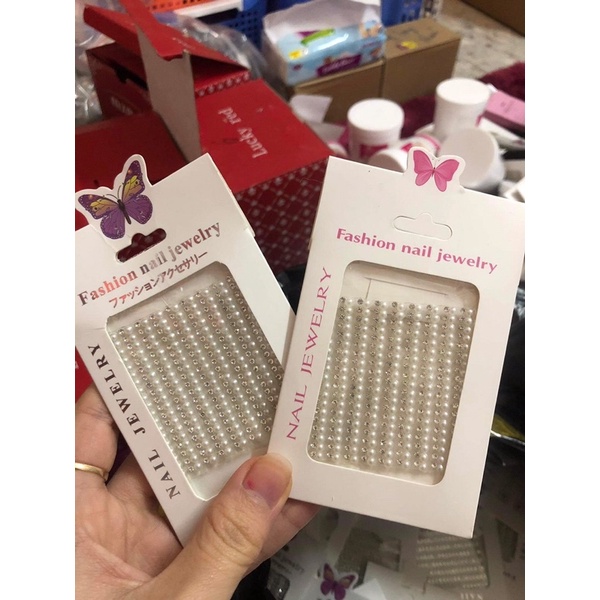 Lucky red
Fashion nail jewelry
ファッションアクセサリー
NAIL JEWELRY
Fashion nail jewelry
NAIL JEWELRY